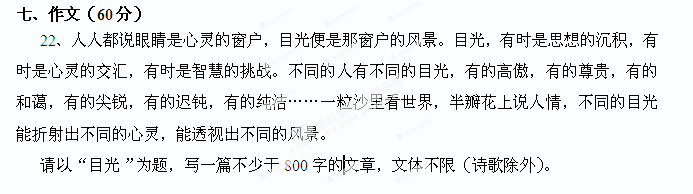 七、作文（60分）
22、人人都说眼睛是心灵的窗户，目光便是那窗户的风景。目光，有时是思想的沉积，有
时是心灵的交汇，有时是智慧的挑战。不同的人有不同的目光，有的高傲，有的尊贵，有的
和蔼，有的尖锐，有的迟钝，有的纯洁……一粒沙里看世界，半瓣花上说人情，不同的目光
能折射出不同的心灵，能透视出不同的风景。
请以“目光”为题，写一篇不少于 800 字的文章，文体不限（诗歌除外）。